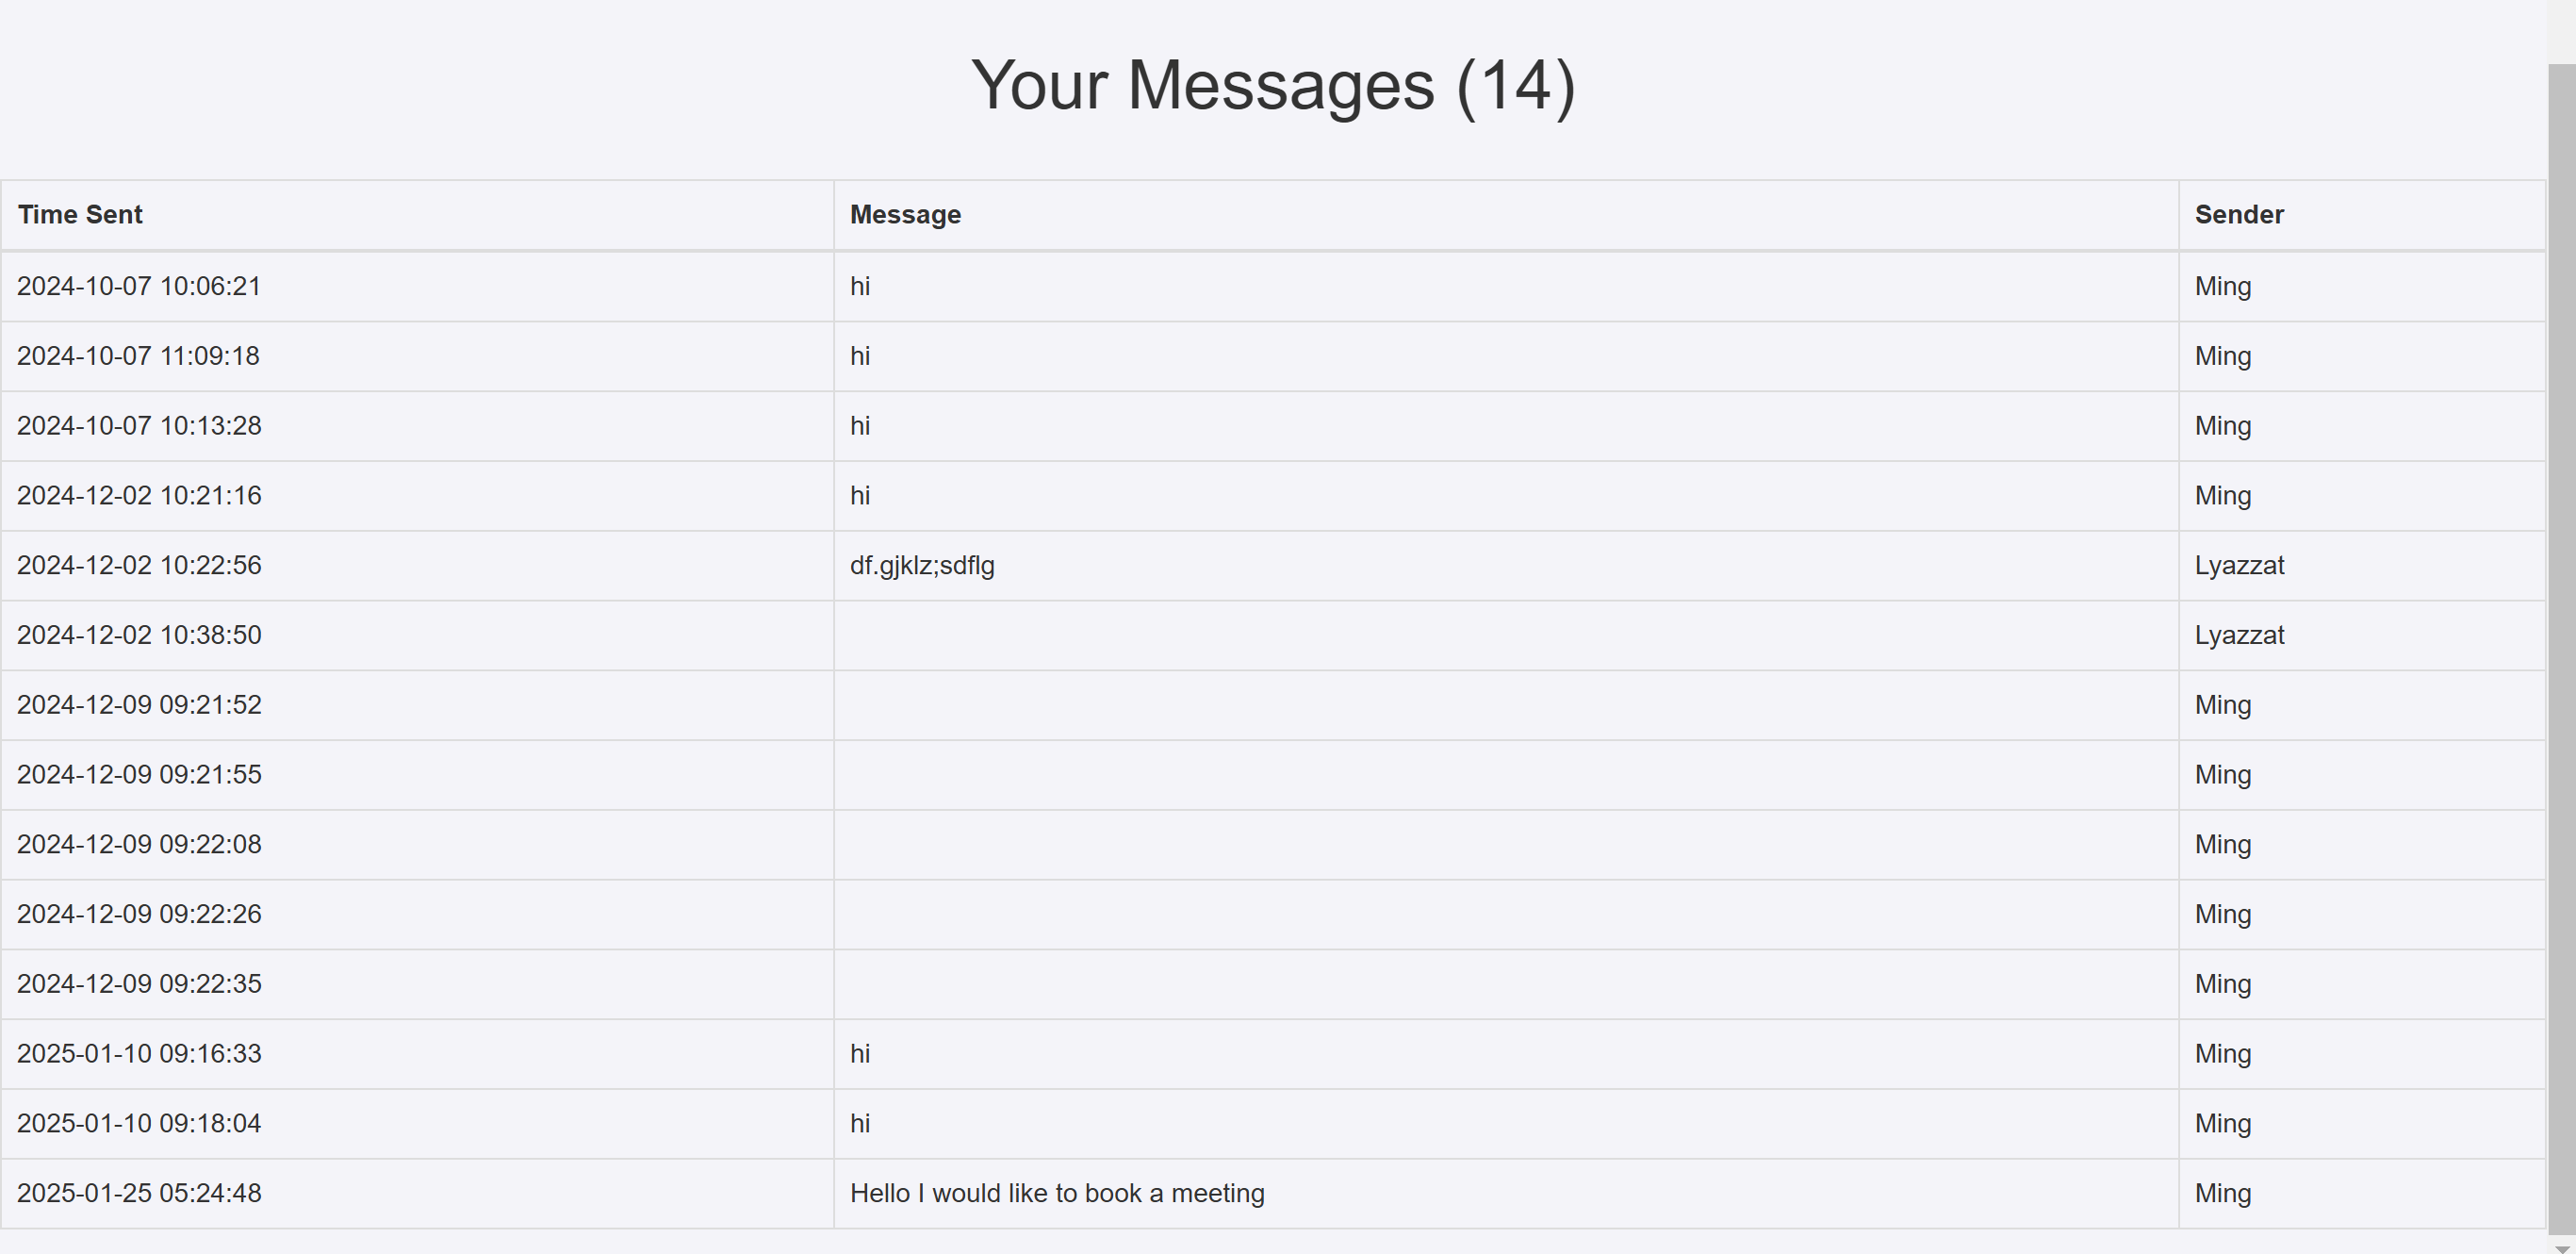 Your Messages (14)
Time Sent Message Sender
2024-10-07 10:06:21 hi Ming
2024-10-07 11:09:18 hi Ming
2024-10-07 10:13:28 hi Ming
2024-12-02 10:21:16 hi Ming
2024-12-02 10:22:56 df.gjklz;sdflg Lyazzat
2024-12-02 10:38:50 Lyazzat
2024-12-09 09:21:52 Ming
2024-12-09 09:21:55 Ming
2024-12-09 09:22:08 Ming
2024-12-09 09:22:26 Ming
2024-12-09 09:22:35 Ming
2025-01-10 09:16:33 hi Ming
2025-01-10 09:18:04 hi Ming
2025-01-25 05:24:48 Hello I would like to book a meeting Ming